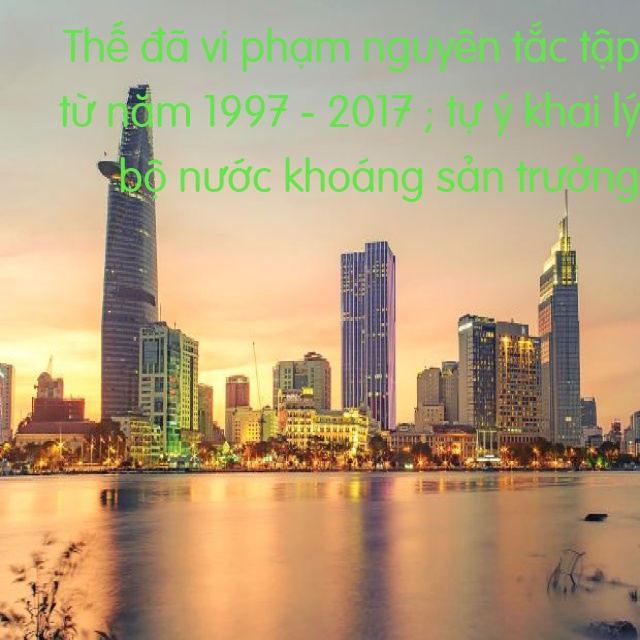 Thế đã vi phạm nguyên tắc tập
từ năm 1997 - 2017 ; tự ý khai lý
bộ nước khoáng sản trưởng